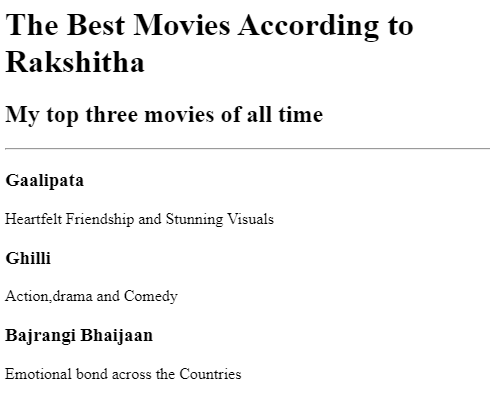 The Best Movies According to
Rakshitha
My top three movies of all time
Gaalipata
Heartfelt Friendship and Stunning Visuals
Ghilli
Action,drama and Comedy
Bajrangi Bhaijaan
Emotional bond across the Countries